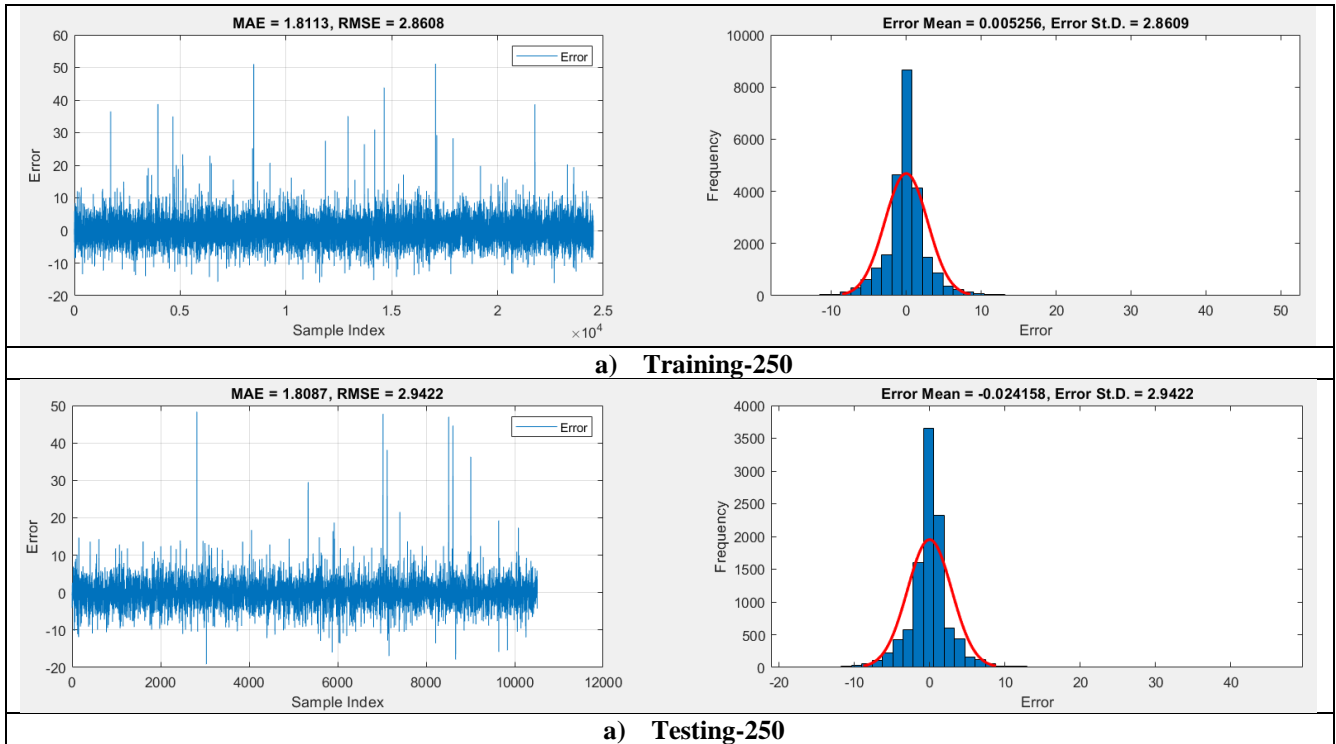 MAE = 1.8113, RMSE = 2.8608
60
50
40
30
20
10
0
-10
-20
Error
Error
0 0.5 1 1.5 2 2.5
×10⁴
Sample Index
Error Mean = 0.005256, Error St.D. = 2.8609
10000
8000
6000
4000
2000
0
Frequency
-10 0 10 20 30 40 50
Error
a) Training-250
MAE = 1.8087, RMSE = 2.9422
50
40
30
20
10
0
-10
-20
Error
Error
0 2000 4000 6000 8000 10000 12000
Sample Index
Error Mean = -0.024158, Error St.D. = 2.9422
4000
3500
3000
2500
2000
1500
1000
500
0
Frequency
-20 -10 0 10 20 30 40
Error
a) Testing-250